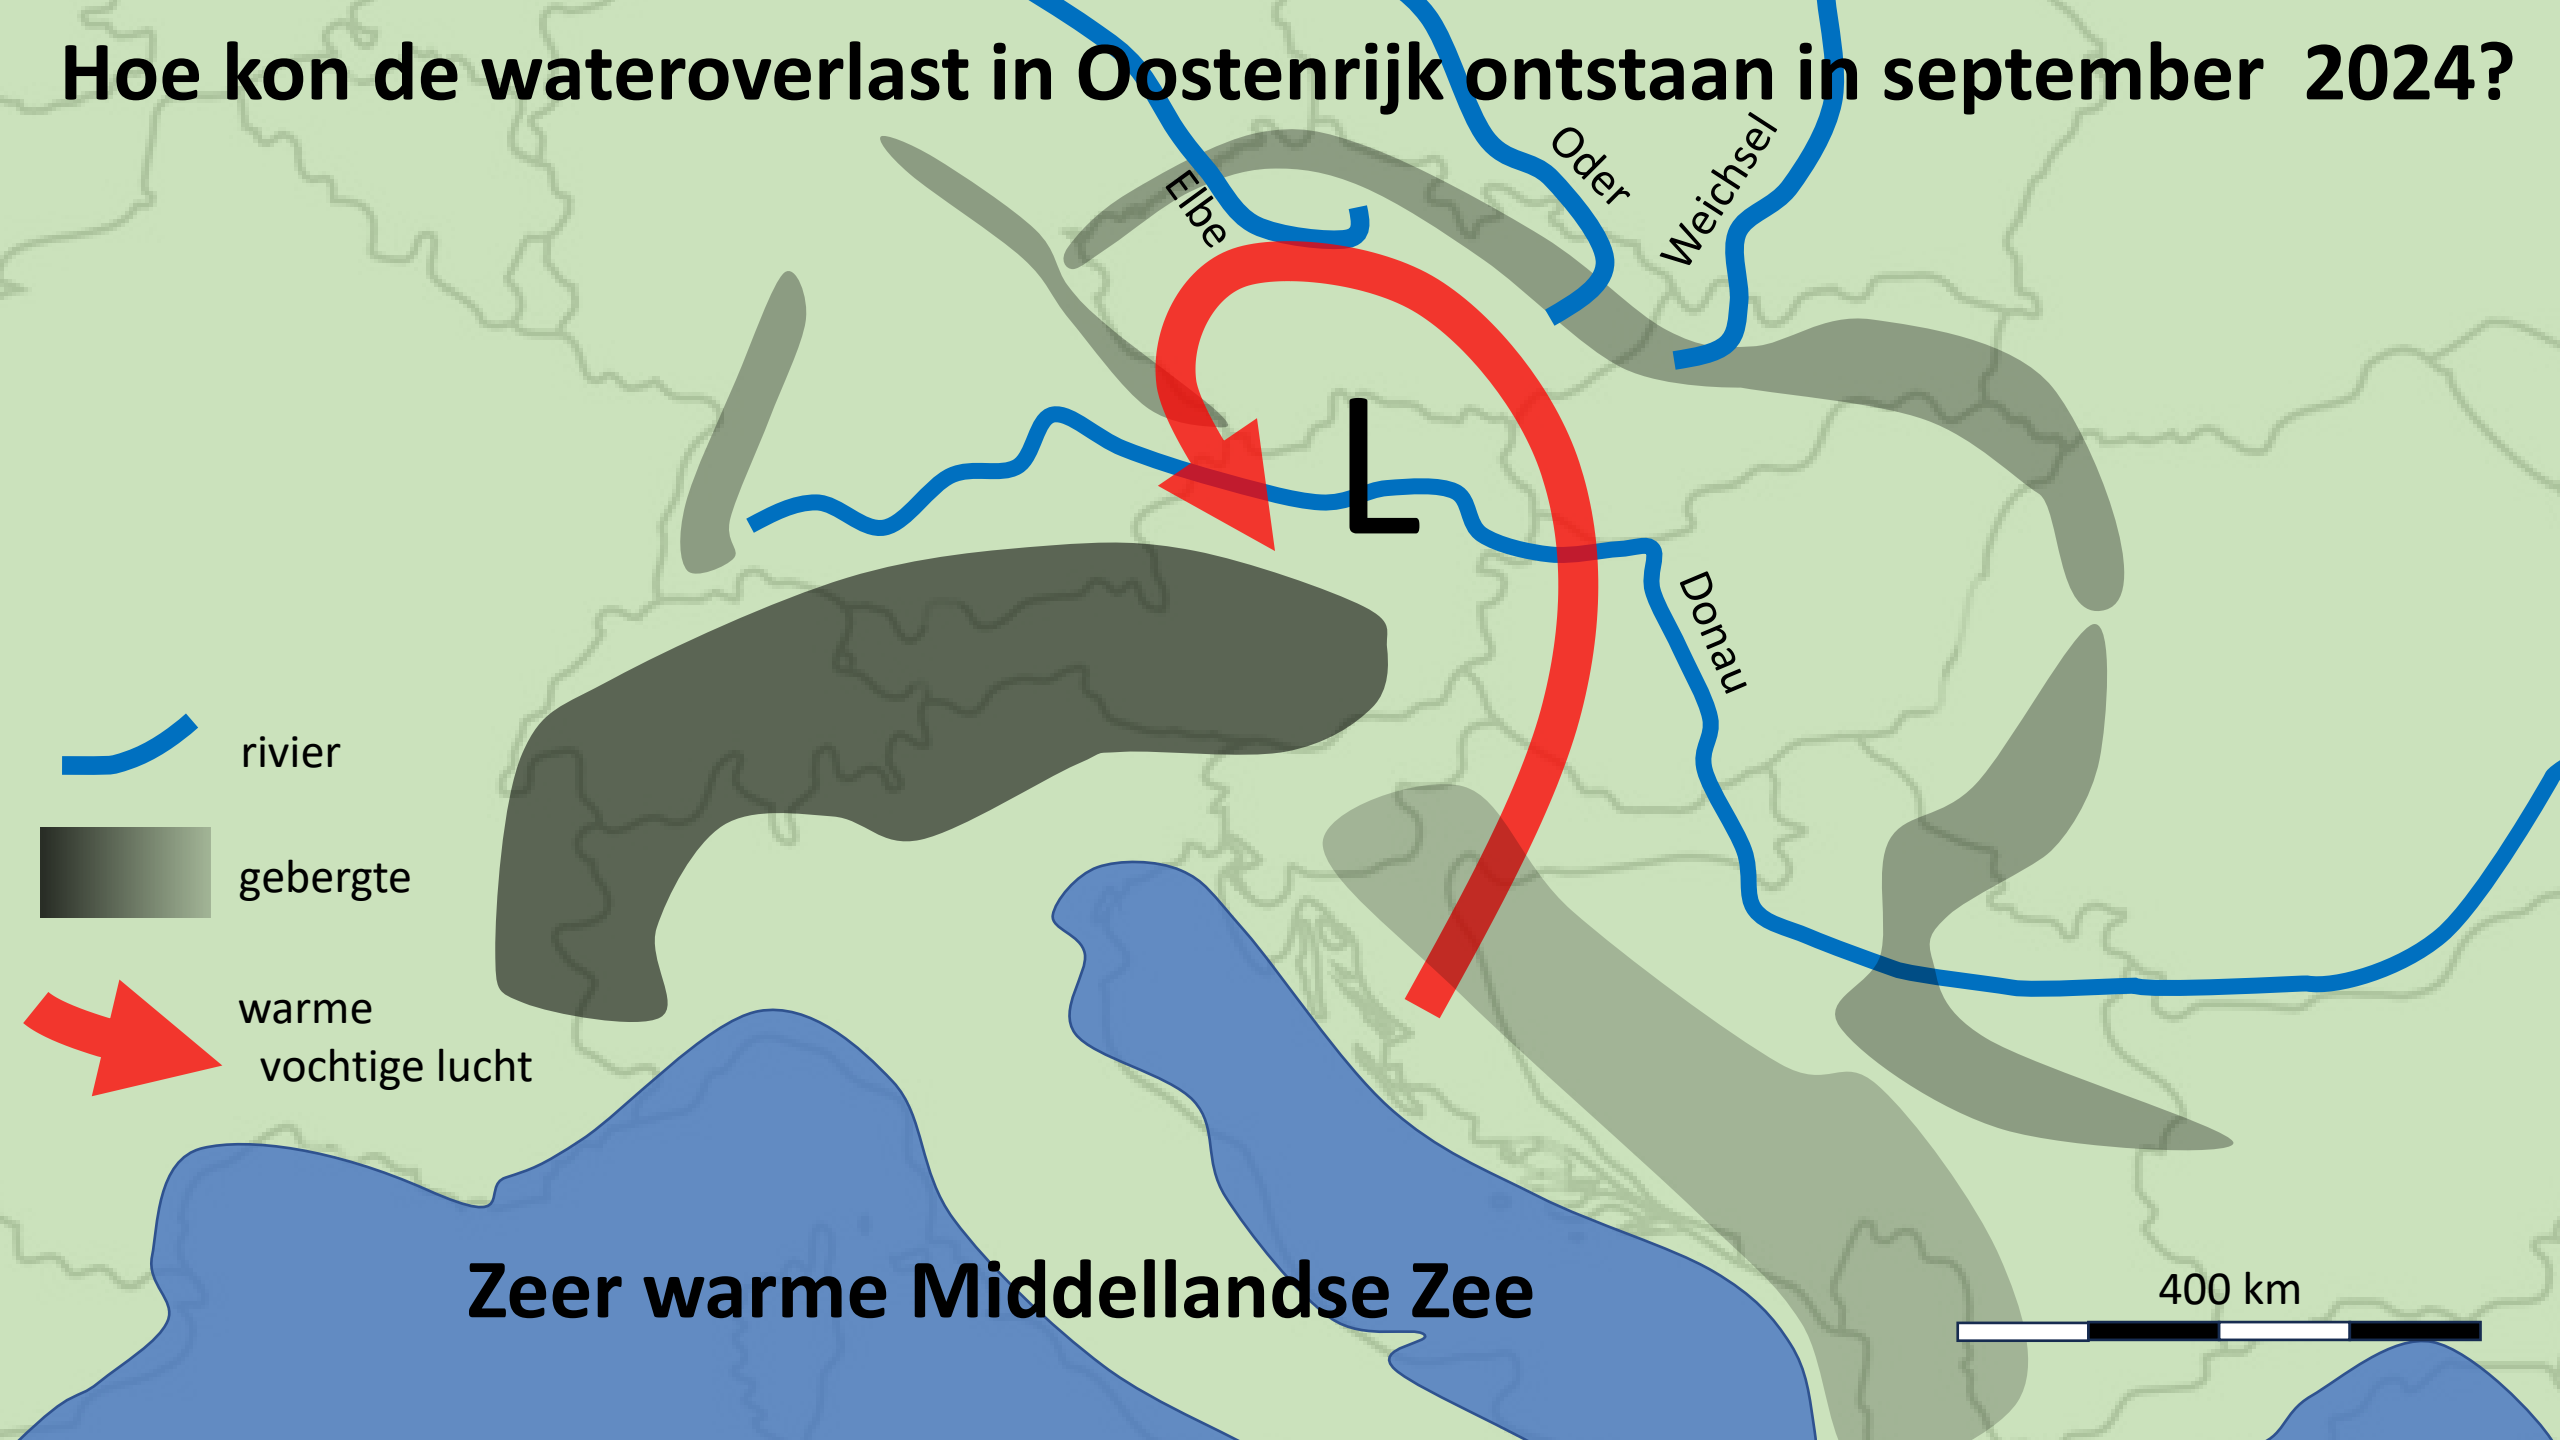 Hoe kon de wateroverlast in Oostenrijk ontstaan in september  2024?
Elbe
Oder
Weichsel
L
Donau
rivier
gebergte
warme
vochtige lucht
Zeer warme Middellandse Zee
400 km